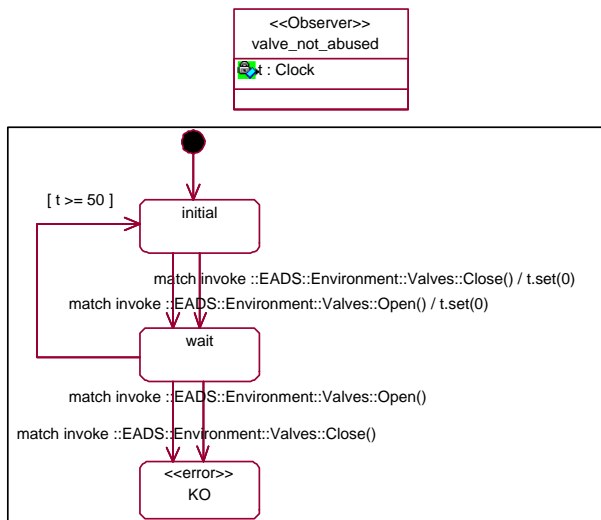 <<Observer>>
valve_not_abused
t : Clock
[ t >= 50 ]
initial
match invoke ::EADS::Environment::Valves::Close() / t.set(0)
match invoke ::EADS::Environment::Valves::Open() / t.set(0)
wait
match invoke ::EADS::Environment::Valves::Open()
match invoke ::EADS::Environment::Valves::Close()
<<error>>
KO